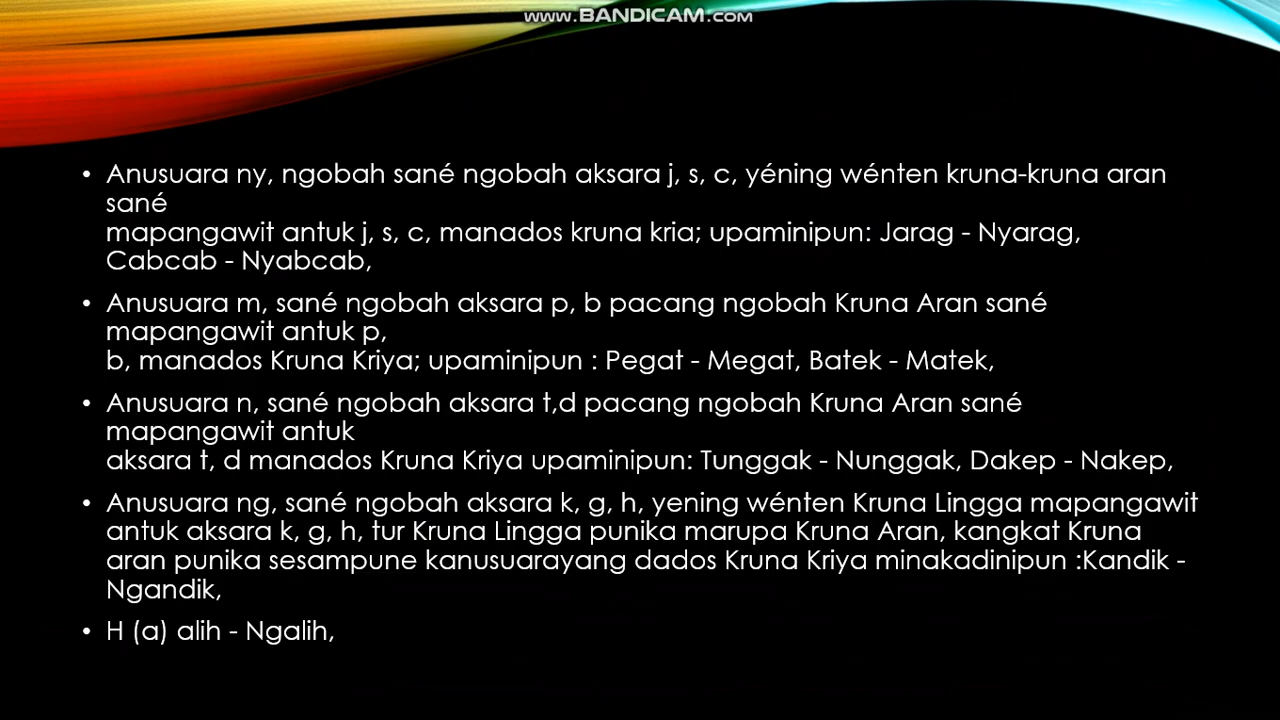 www.BANDICAM.com
• Anusuara ny, ngobah sané ngobah aksara j, s, c, yéning wénten kruna-kruna aran
sané
mapangawit antuk j, s, c, manados kruna kria; upaminipun: Jarag - Nyarag,
Cabcab - Nyabcab,
• Anusuara m, sané ngobah aksara p, b pacang ngobah Kruna Aran sané
mapangawit antuk p,
b, manados Kruna Kriya; upaminipun : Pegat - Megat, Batek - Matek,
• Anusuara n, sané ngobah aksara t,d pacang ngobah Kruna Aran sané
mapangawit antuk
aksara t, d manados Kruna Kriya upaminipun: Tunggak - Nunggak, Dakep - Nakep,
• Anusuara ng, sané ngobah aksara k, g, h, yening wénten Kruna Lingga mapangawit
antuk aksara k, g, h, tur Kruna Lingga punika marupa Kruna Aran, kangkat Kruna
aran punika sesampune kanusuarayang dados Kruna Kriya minakadinipun :Kandik -
Ngandik,
• H (a) alih - Ngalih,